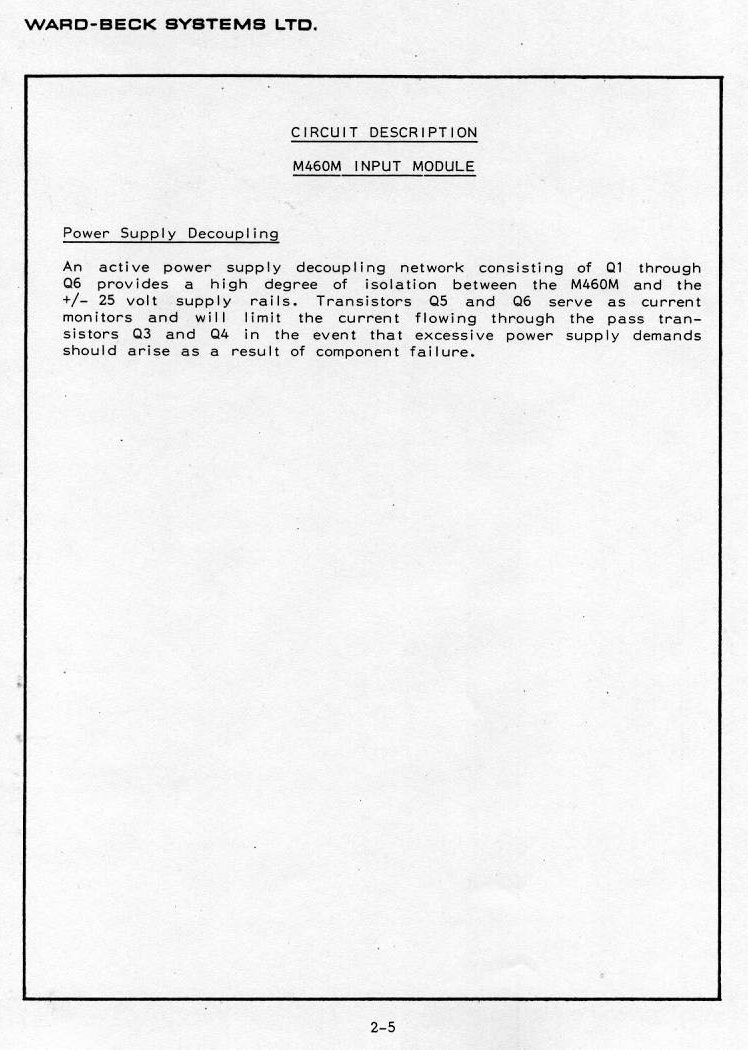 WARD-BECK SYSTEMS LTD.
CIRCUIT DESCRIPTION
M460M INPUT MODULE
Power Supply Decoupling
An active power supply decoupling network consisting of Q1 through
Q6 provides a high degree of isolation between the M460M and the
+/- 25 volt supply rails. Transistors Q5 and Q6 serve as current
monitors and will limit the current flowing through the pass tran-
sistors Q3 and Q4 in the event that excessive power supply demands
should arise as a result of component failure.
2-5